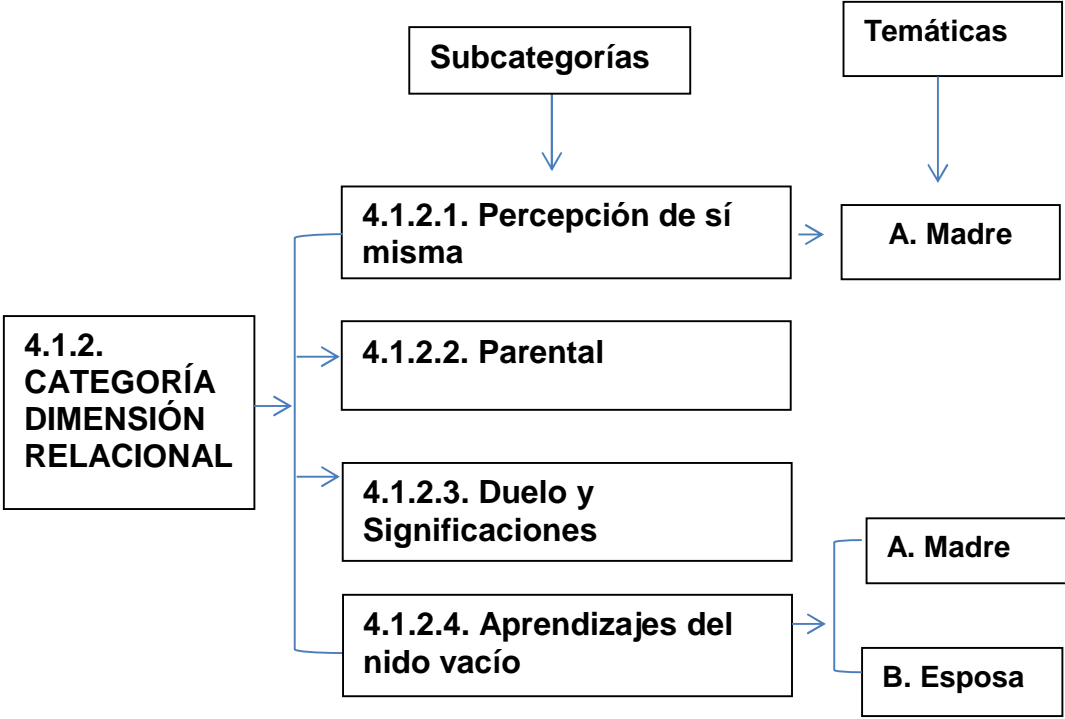 Subcategorías
Temáticas
4.1.2.1. Percepción de sí
misma
A. Madre
4.1.2.
CATEGORÍA
DIMENSIÓN
RELACIONAL
4.1.2.2. Parental
4.1.2.3. Duelo y
Significaciones
4.1.2.4. Aprendizajes del
nido vacío
A. Madre
B. Esposa